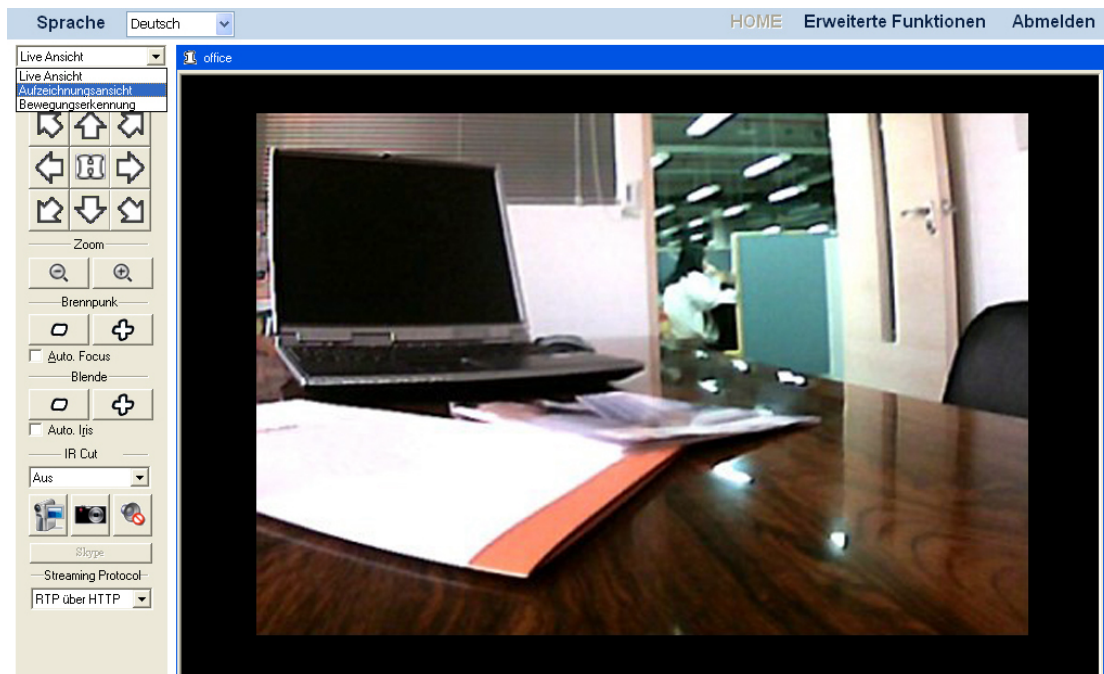 Sprache Deutsch HOME Erweiterte Funktionen Abmelden
Live Ansicht
office
Live Ansicht
Aufzeichnungsansicht
Bewegungserkennung
H
Zoom
Brennpunk
Auto. Focus
Blende
Auto. Iris
IR Cut
Aus
Skype
Streaming Protocol
RTP über HTTP